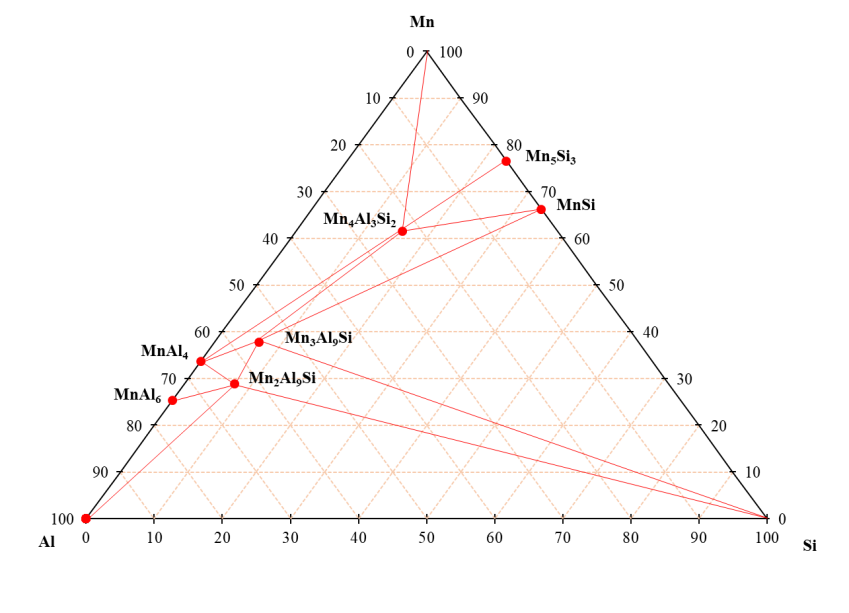 Mn
0 100
10 90
20 80
Mn₅Si₃
30 70
MnSi
Mn₄Al₃Si₂
40 60
50 50
60 40
Mn₃Al₉Si
MnAl₄
70 Mn₂Al₉Si 30
MnAl₆
80 20
90 10
100 0
Al 0 10 20 30 40 50 60 70 80 90 100 Si